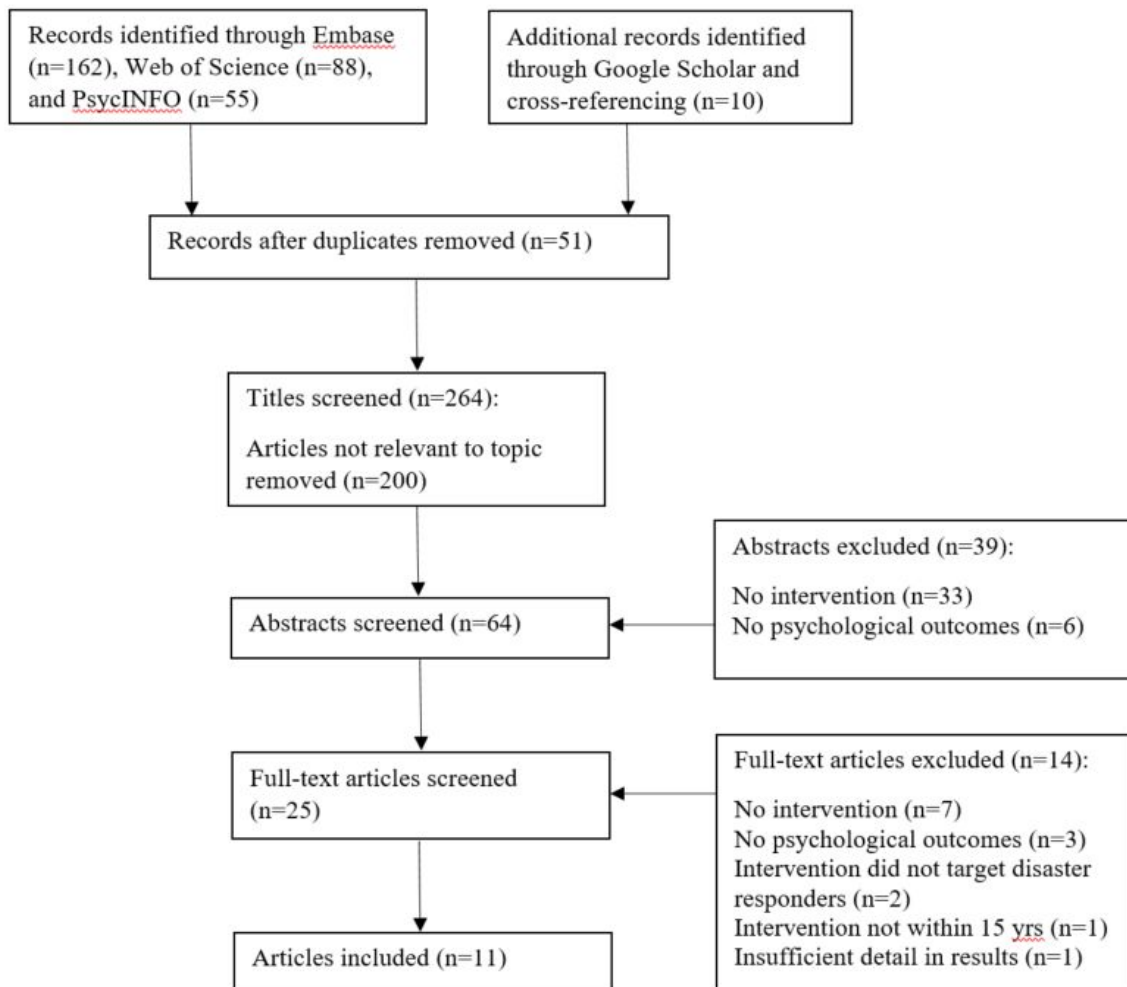 Records identified through Embase
(n=162), Web of Science (n=88),
and PsycINFO (n=55)
Additional records identified
through Google Scholar and
cross-referencing (n=10)
Records after duplicates removed (n=51)
Titles screened (n=264):
Articles not relevant to topic
removed (n=200)
Abstracts excluded (n=39):
No intervention (n=33)
No psychological outcomes (n=6)
Abstracts screened (n=64)
Full-text articles screened
(n=25)
Full-text articles excluded (n=14):
No intervention (n=7)
No psychological outcomes (n=3)
Intervention did not target disaster
responders (n=2)
Intervention not within 15 yrs (n=1)
Insufficient detail in results (n=1)
Articles included (n=11)